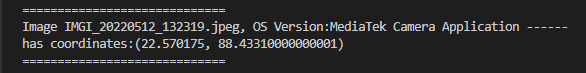 =============================
Image IMGI_20220512_132319.jpeg, OS Version:MediaTek Camera Application ------
has coordinates:(22.570175, 88.43310000000001)
=============================